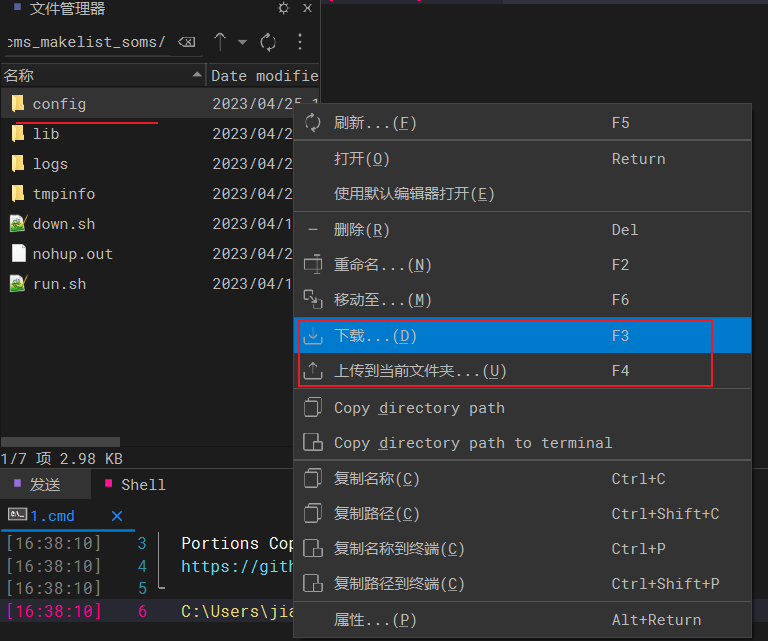 文件管理器
cms_makelist_soms/
名称 Date modifie
config 2023/04/25 1
lib 2023/04/2
logs 2023/04/2
tmpinfo 2023/04/2
down.sh 2023/04/1
nohup.out 2023/04/2
run.sh 2023/04/1
1/7 项 2.98 KB
刷新...(F) F5
打开(O) Return
使用默认编辑器打开(E)
删除(R) Del
重命名...(N) F2
移动至...(M) F6
下载...(D) F3
上传到当前文件夹...(U) F4
Copy directory path
Copy directory path to terminal
复制名称(C) Ctrl+C
复制路径(C) Ctrl+Shift+C
复制名称到终端(C) Ctrl+P
复制路径到终端(C) Ctrl+Shift+P
属性...(P) Alt+Return
发送 Shell
1.cmd
[16:38:10] 3 Portions Cop
[16:38:10] 4 https://gith
[16:38:10] 5
[16:38:10] 6 C:\Users\jia